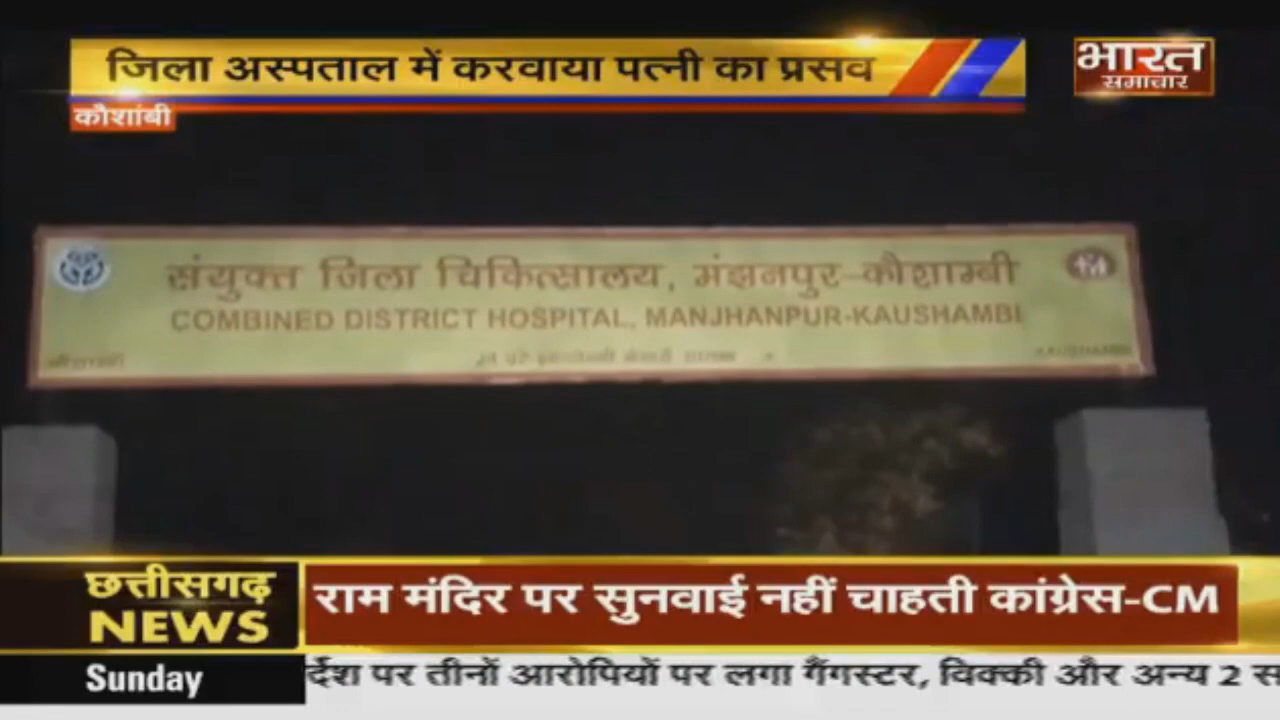 जिला अस्पताल में करवाया पत्नी का प्रसव
भारत
समाचार
कौशांबी
संयुक्त जिला चिकित्सालय, मंझनपुर-कौशाम्बी
COMBINED DISTRICT HOSPITAL, MANJHANPUR-KAUSHAMBI
छत्तीसगढ़
NEWS
राम मंदिर पर सुनवाई नहीं चाहती कांग्रेस-CM
Sunday
र्देश पर तीनों आरोपियों पर लगा गैंगस्टर, विक्की और अन्य 2 स